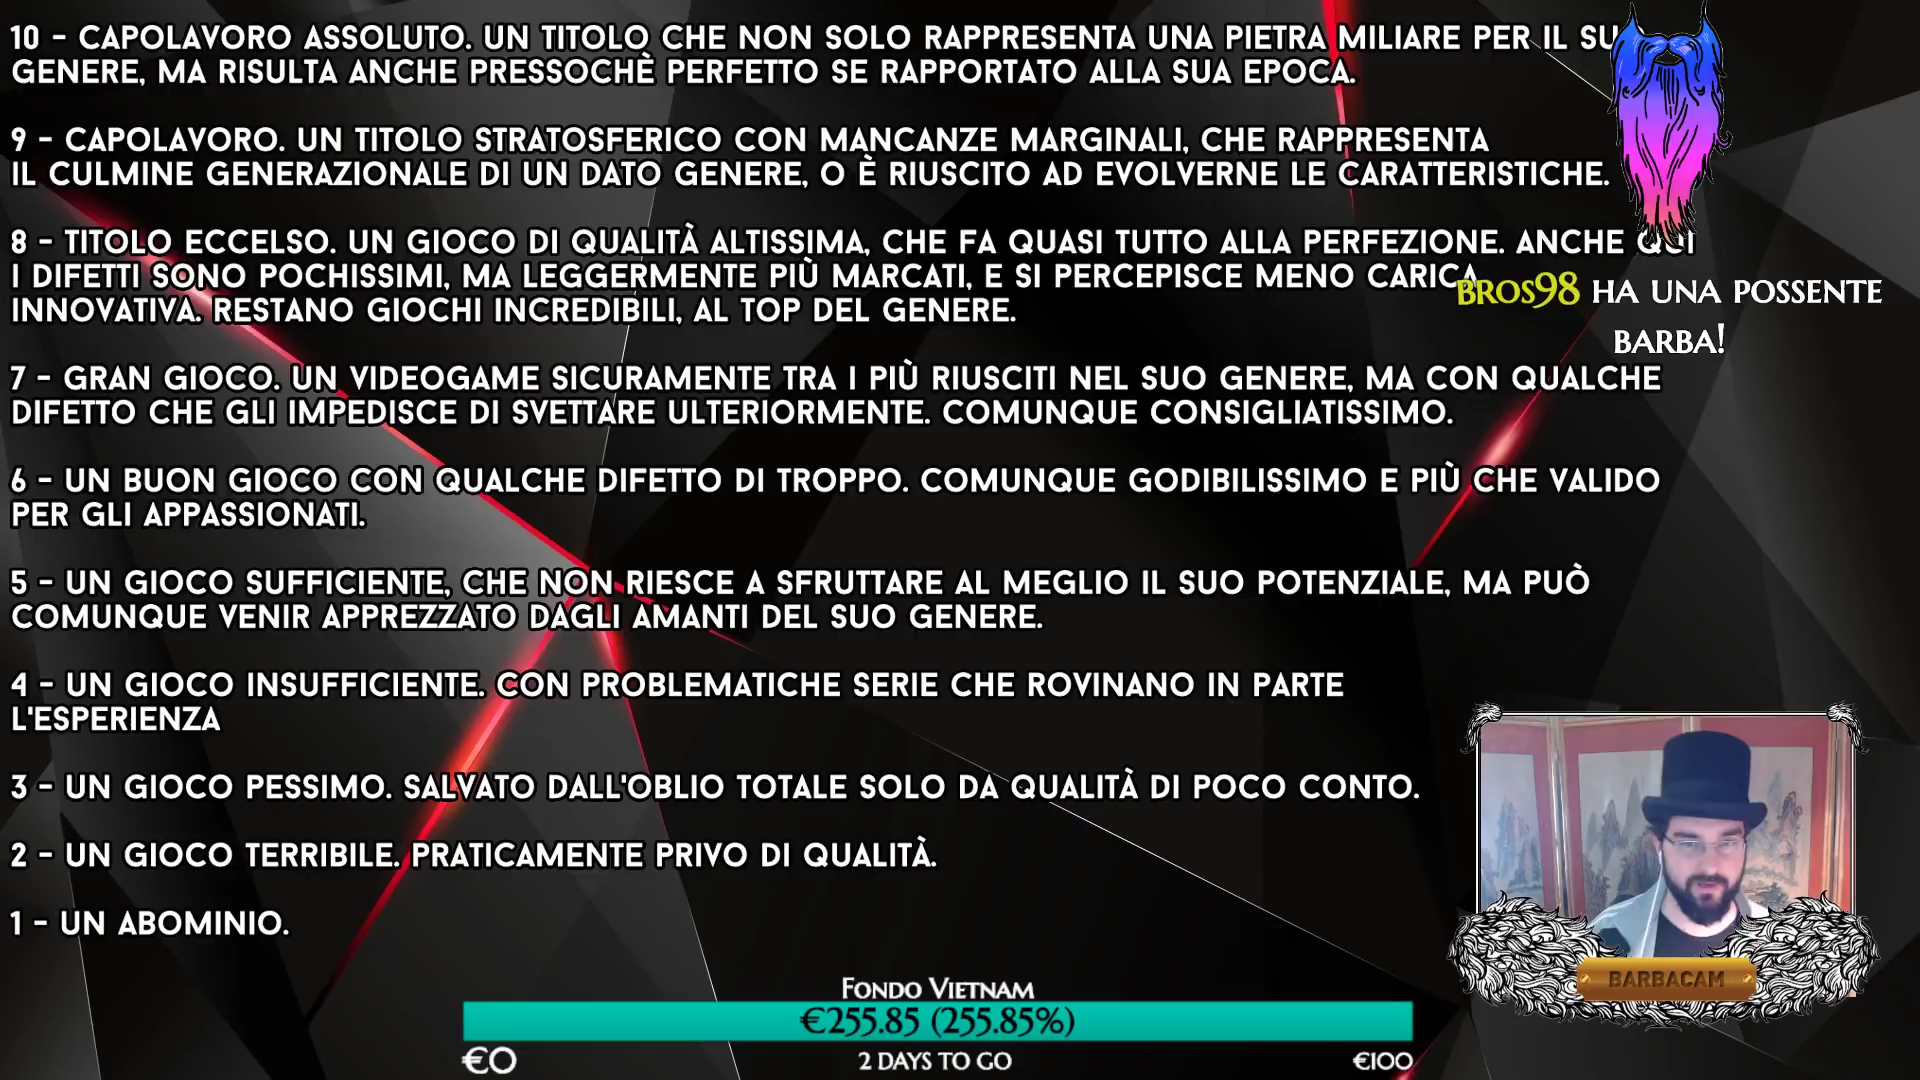 10 - CAPOLAVORO ASSOLUTO. UN TITOLO CHE NON SOLO RAPPRESENTA UNA PIETRA MILIARE PER IL
GENERE, MA RISULTA ANCHE PRESSOCHÈ PERFETTO SE RAPPORTATO ALLA SUA EPOCA.
9 - CAPOLAVORO. UN TITOLO STRATOSFERICO CON MANCANZE MARGINALI, CHE RAPPRESENTA
IL CULMINE GENERAZIONALE DI UN DATO GENERE, O È RIUSCITO AD EVOLVERNE LE CARATTERISTICHE.
8 - TITOLO ECCELSO. UN GIOCO DI QUALITÀ ALTISSIMA, CHE FA QUASI TUTTO ALLA PERFEZIONE. ANCHE QUI
I DIFETTI SONO POCHISSIMI, MA LEGGERMENTE PIÙ MARCATI, E SI PERCEPISCE MENO CARICA
INNOVATIVA. RESTANO GIOCHI INCREDIBILI, AL TOP DEL GENERE.
BROS98 HA UNA POSSENTE
BARBA!
7 - GRAN GIOCO. UN VIDEOGAME SICURAMENTE TRA I PIÙ RIUSCITI NEL SUO GENERE, MA CON QUALCHE
DIFETTO CHE GLI IMPEDISCE DI SVETTARE ULTERIORMENTE. COMUNQUE CONSIGLIATISSIMO.
6 - UN BUON GIOCO CON QUALCHE DIFETTO DI TROPPO. COMUNQUE GODIBILISSIMO E PIÙ CHE VALIDO
PER GLI APPASSIONATI.
5 - UN GIOCO SUFFICIENTE, CHE NON RIESCE A SFRUTTARE AL MEGLIO IL SUO POTENZIALE, MA PUÒ
COMUNQUE VENIR APPREZZATO DAGLI AMANTI DEL SUO GENERE.
4 - UN GIOCO INSUFFICIENTE. CON PROBLEMATICHE SERIE CHE ROVINANO IN PARTE
L'ESPERIENZA
3 - UN GIOCO PESSIMO. SALVATO DALL'OBLIO TOTALE SOLO DA QUALITÀ DI POCO CONTO.
2 - UN GIOCO TERRIBILE. PRATICAMENTE PRIVO DI QUALITÀ.
1 - UN ABOMINIO.
BARBACAM
FONDO VIETNAM
€255.85 (255.85%)
€0 2 DAYS TO GO €100